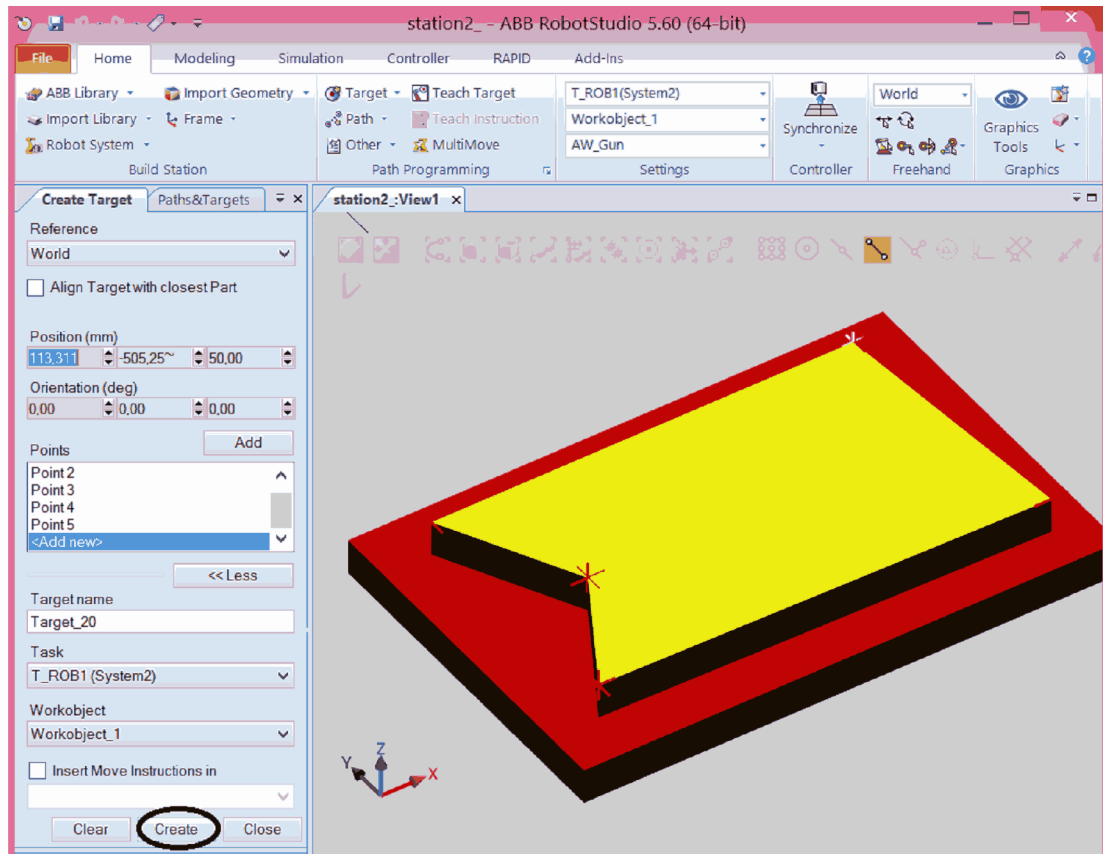 station2_ - ABB RobotStudio 5.60 (64-bit)
File Home Modeling Simulation Controller RAPID Add-Ins
ABB Library Import Geometry Target Teach Target T_ROB1(System2) World
Import Library Frame Path Teach Instruction Workobject_1 Synchronize Graphics Tools
Robot System Other MultiMove AW_Gun
Build Station Path Programming Settings Controller Freehand Graphics
Create Target Paths&Targets station2_:View1
Reference
World
Align Target with closest Part
Position (mm)
113,311 -505,25~ 50,00
Orientation (deg)
0,00 0,00 0,00
Points Add
Point 2
Point 3
Point 4
Point 5
<Add new>
<< Less
Target name
Target_20
Task
T_ROB1 (System2)
Workobject
Workobject_1
Insert Move Instructions in
Clear Create Close
Z
Y
X